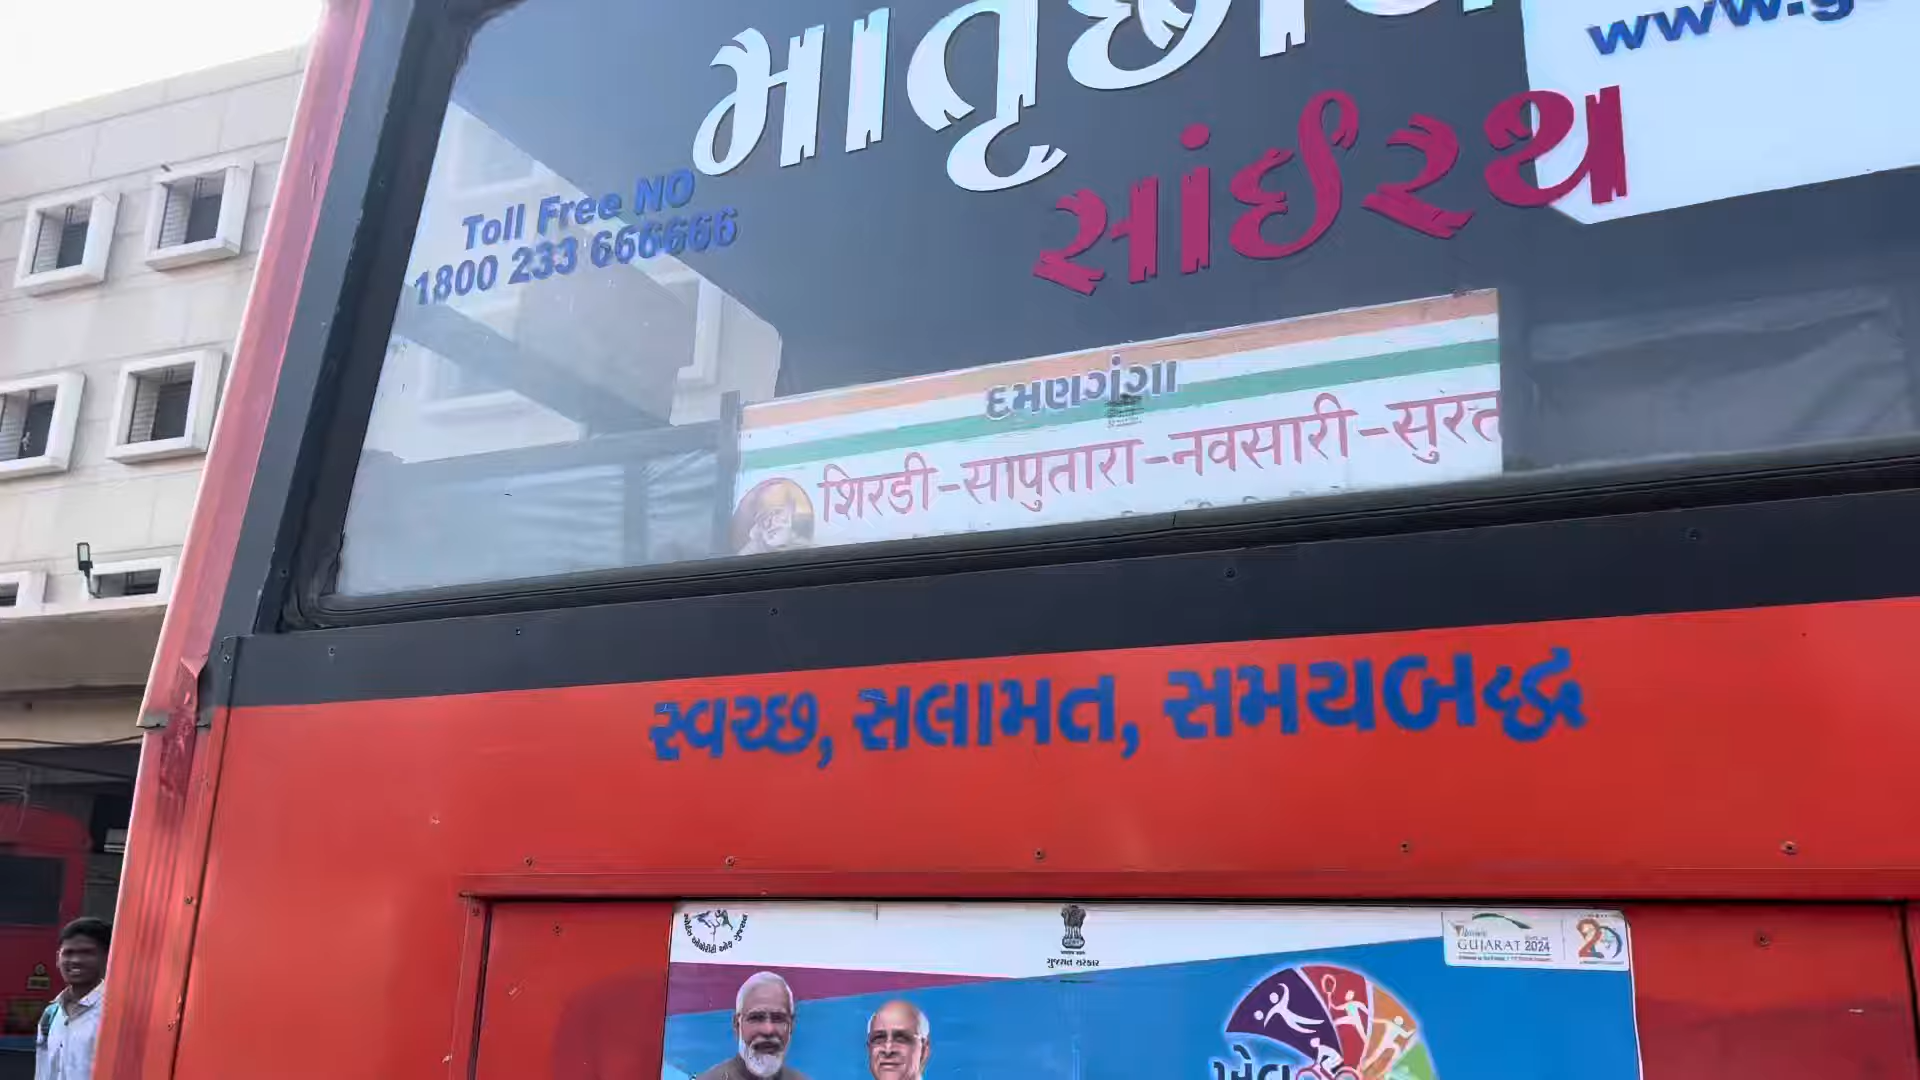 માતૃછાયા
www.g
સાંઈરથ
Toll Free NO
1800 233 666666
દમણગંગા
शिरडी-सापुतारा-नवसारी-सुरत
સ્વચ્છ, સલામત, સમયબદ્ધ
ગુજરાત સરકાર
GUJARAT 2024
ખેલ